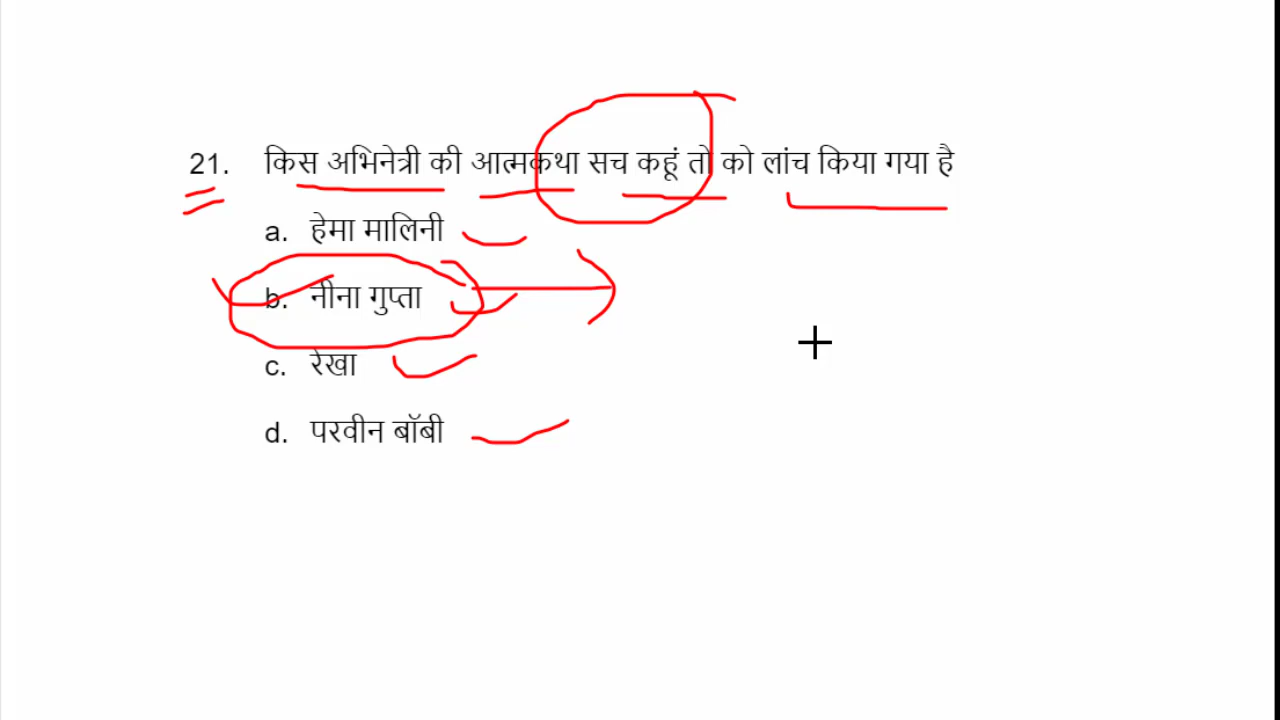 21. किस अभिनेत्री की आत्मकथा सच कहूं तो को लांच किया गया है
a. हेमा मालिनी
b. नीना गुप्ता
c. रेखा
d. परवीन बॉबी